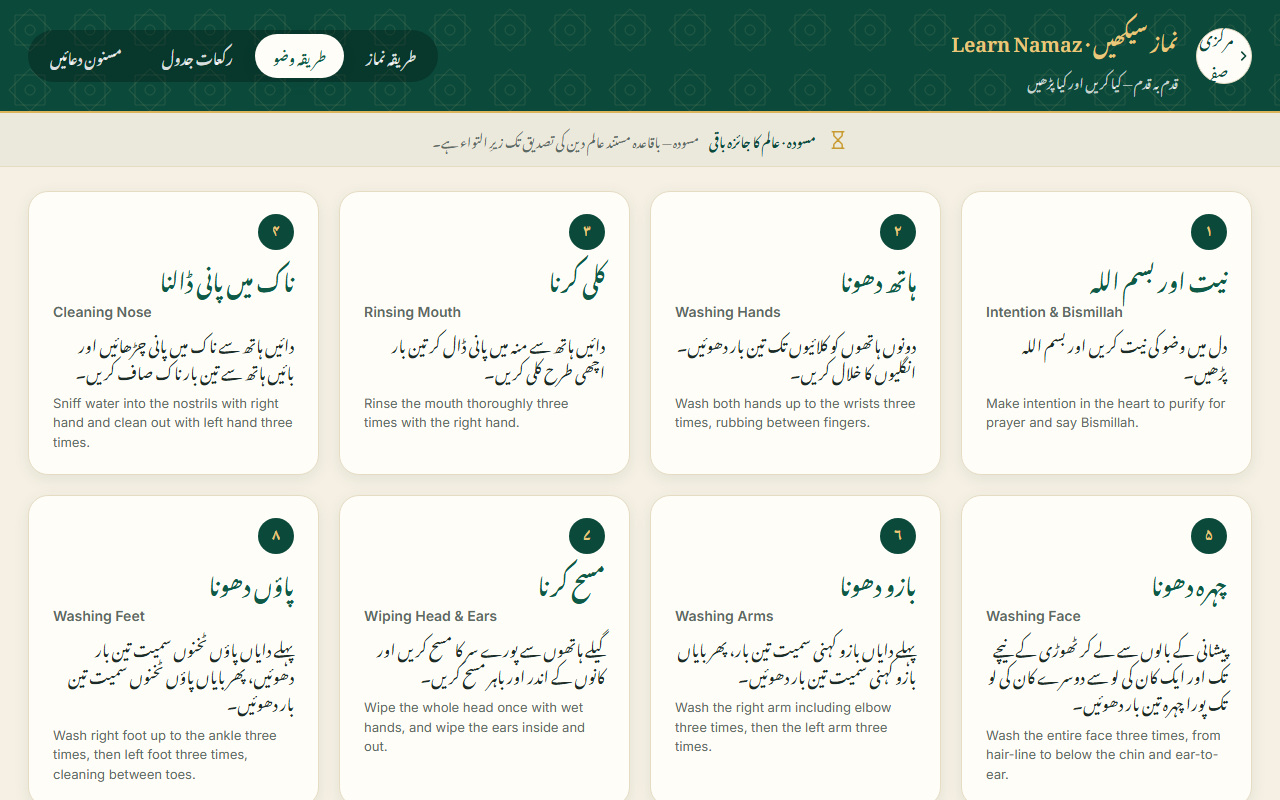 مرکزی
صفہ
نماز سیکھیں · Learn Namaz
قدم بہ قدم — کیا کریں اور کیا پڑھیں
طریقہ نماز
طریقہ وضو
رکعات جدول
مسنون دعائیں
مسودہ · عالم کا جائزہ باقی
مسودہ — باقاعدہ مستند عالم دین کی تصدیق تک زیرِ التواء ہے۔
۱
نیت اور بسم اللہ
Intention & Bismillah
دل میں وضو کی نیت کریں اور بسم اللہ
پڑھیں۔
Make intention in the heart to purify for
prayer and say Bismillah.
۲
ہاتھ دھونا
Washing Hands
دونوں ہاتھوں کو کلائیوں تک تین بار دھوئیں۔
انگلیوں کا خلال کریں۔
Wash both hands up to the wrists three
times, rubbing between fingers.
۳
کلی کرنا
Rinsing Mouth
دائیں ہاتھ سے منہ میں پانی ڈال کر تین بار
اچھی طرح کلی کریں۔
Rinse the mouth thoroughly three
times with the right hand.
۴
ناک میں پانی ڈالنا
Cleaning Nose
دائیں ہاتھ سے ناک میں پانی چڑھائیں اور
بائیں ہاتھ سے تین بار ناک صاف کریں۔
Sniff water into the nostrils with right
hand and clean out with left hand three
times.
۵
چہرہ دھونا
Washing Face
پیشانی کے بالوں سے لے کر ٹھوڑی کے نیچے
تک اور ایک کان کی لو سے دوسرے کان کی لو
تک پورا چہرہ تین بار دھوئیں۔
Wash the entire face three times, from
hair-line to below the chin and ear-to-
ear.
۶
بازو دھونا
Washing Arms
پہلے دایاں بازو کہنی سمیت تین بار، پھر بایاں
بازو کہنی سمیت تین بار دھوئیں۔
Wash the right arm including elbow
three times, then the left arm three
times.
۷
مسح کرنا
Wiping Head & Ears
گیلے ہاتھوں سے پورے سر کا مسح کریں اور
کانوں کے اندر اور باہر مسح کریں۔
Wipe the whole head once with wet
hands, and wipe the ears inside and
out.
۸
پاؤں دھونا
Washing Feet
پہلے دایاں پاؤں ٹخنوں سمیت تین بار
دھوئیں، پھر بایاں پاؤں ٹخنوں سمیت تین
بار دھوئیں۔
Wash right foot up to the ankle three
times, then left foot three times,
cleaning between toes.